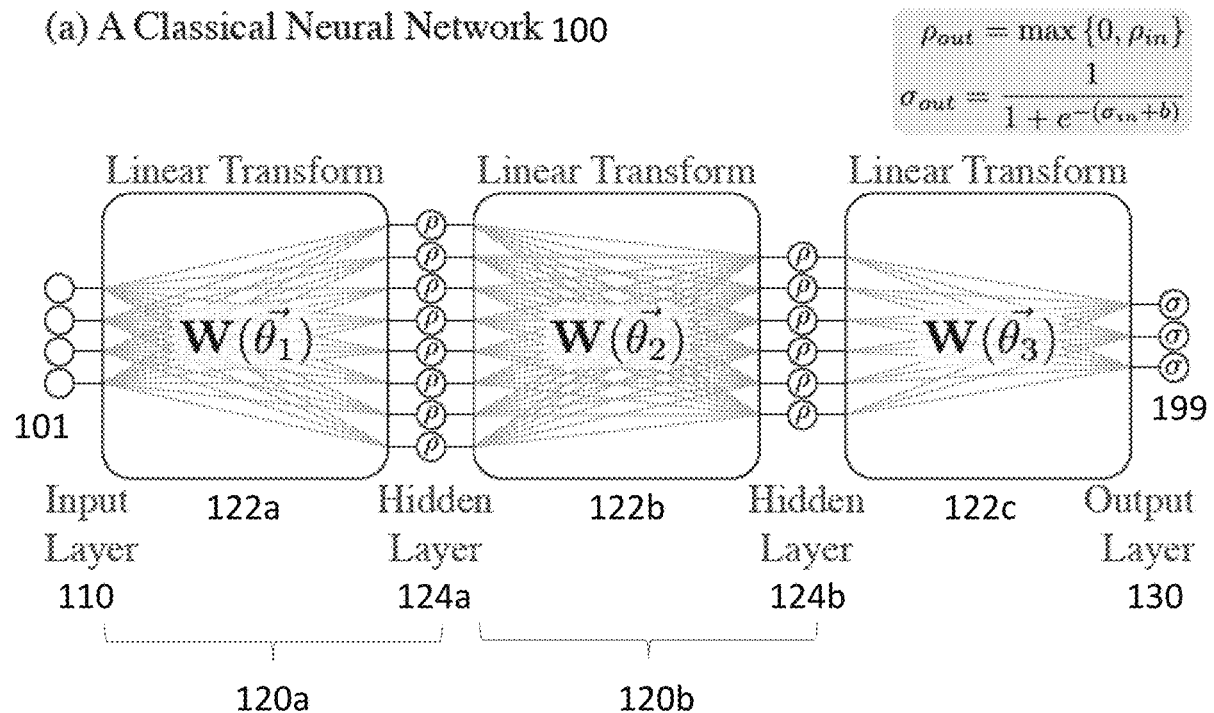 (a) A Classical Neural Network 100
ρout = max {0, ρin}
σout = 1 / (1 + e^−(σin+b))
Linear Transform Linear Transform Linear Transform
ρ
ρ ρ
ρ ρ σ
W(θ⃗1) ρ W(θ⃗2) ρ W(θ⃗3) σ
ρ ρ σ
ρ ρ
ρ ρ
ρ
101 199
Input 122a Hidden 122b Hidden 122c Output
Layer Layer Layer Layer
110 124a 124b 130
120a 120b